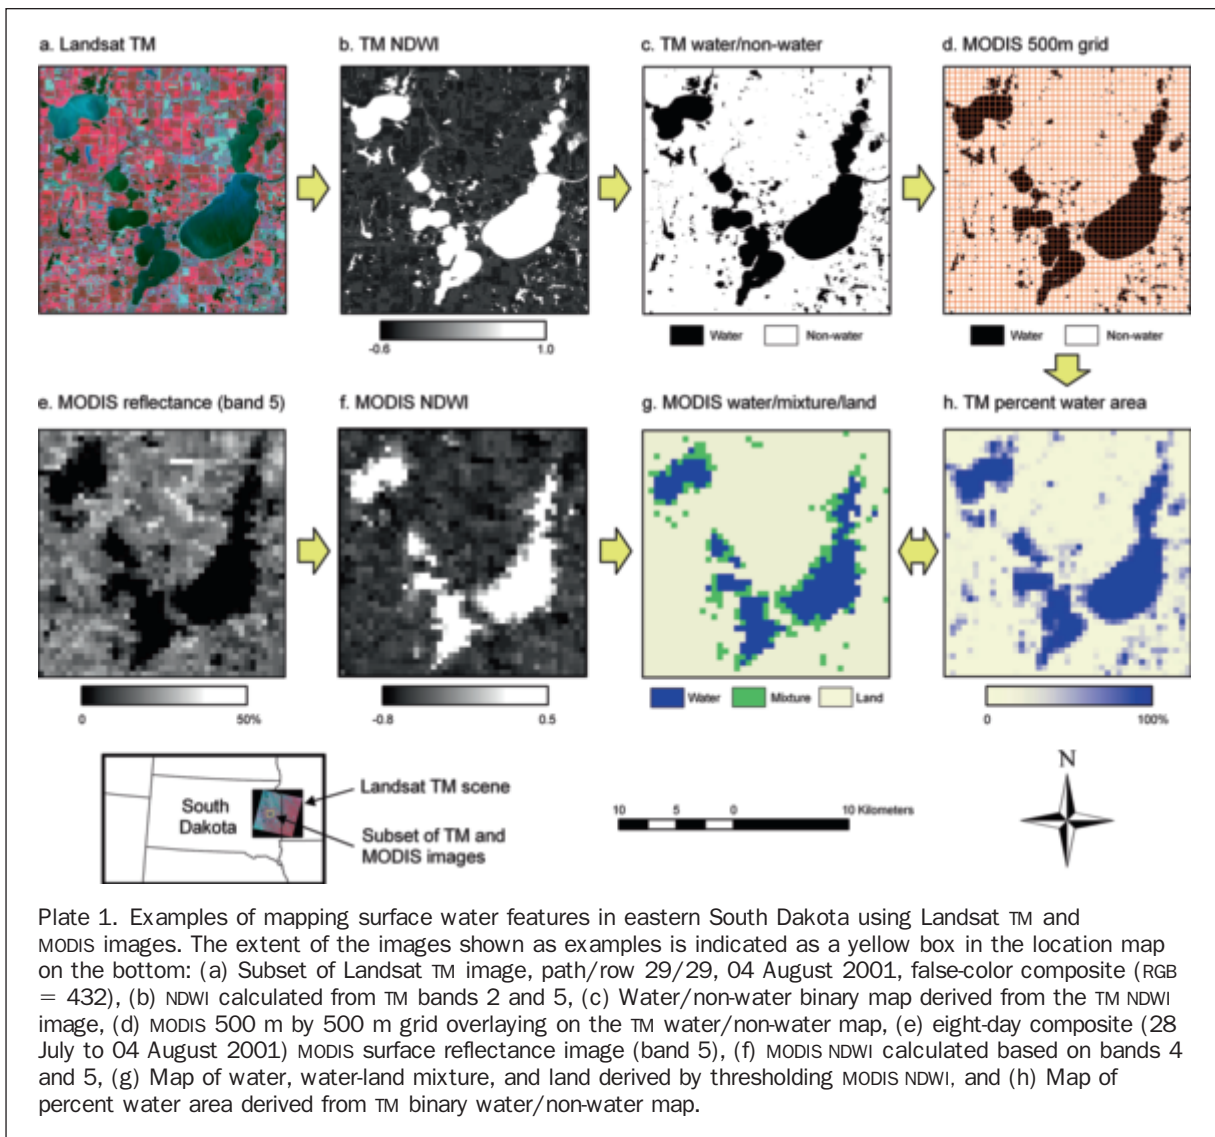 a. Landsat TM
b. TM NDWI
c. TM water/non-water
d. MODIS 500m grid
-0.6 1.0
Water Non-water
Water Non-water
e. MODIS reflectance (band 5)
f. MODIS NDWI
g. MODIS water/mixture/land
h. TM percent water area
0 50%
-0.8 0.5
Water Mixture Land
0 100%
South
Dakota
Landsat TM scene
Subset of TM and
MODIS images
10 5 0 10 Kilometers
N
Plate 1. Examples of mapping surface water features in eastern South Dakota using Landsat TM and
MODIS images. The extent of the images shown as examples is indicated as a yellow box in the location map
on the bottom: (a) Subset of Landsat TM image, path/row 29/29, 04 August 2001, false-color composite (RGB
= 432), (b) NDWI calculated from TM bands 2 and 5, (c) Water/non-water binary map derived from the TM NDWI
image, (d) MODIS 500 m by 500 m grid overlaying on the TM water/non-water map, (e) eight-day composite (28
July to 04 August 2001) MODIS surface reflectance image (band 5), (f) MODIS NDWI calculated based on bands 4
and 5, (g) Map of water, water-land mixture, and land derived by thresholding MODIS NDWI, and (h) Map of
percent water area derived from TM binary water/non-water map.